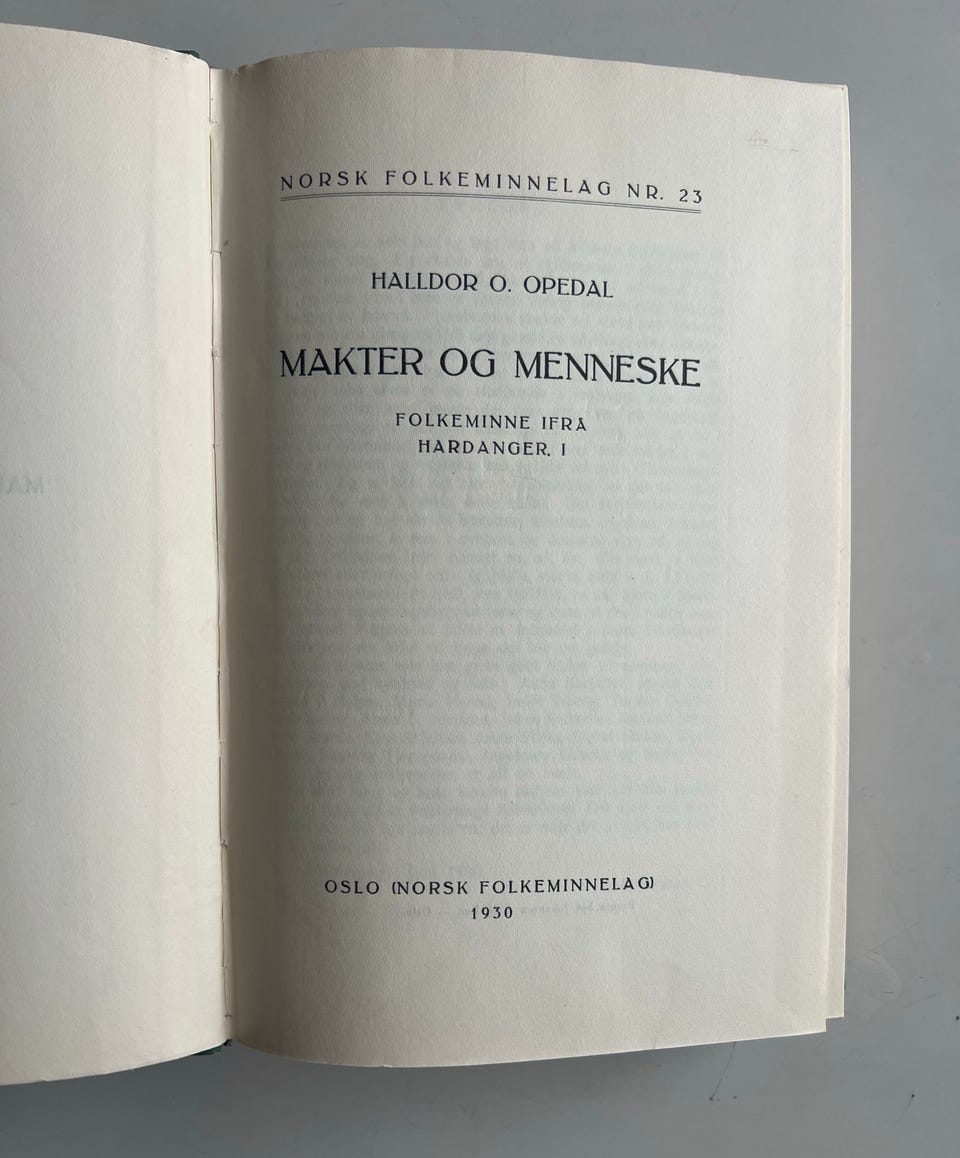 NORSK FOLKEMINNELAG NR. 23
HALLDOR O. OPEDAL
MAKTER OG MENNESKE
FOLKEMINNE IFRÅ
HARDANGER, I
OSLO (NORSK FOLKEMINNELAG)
1930